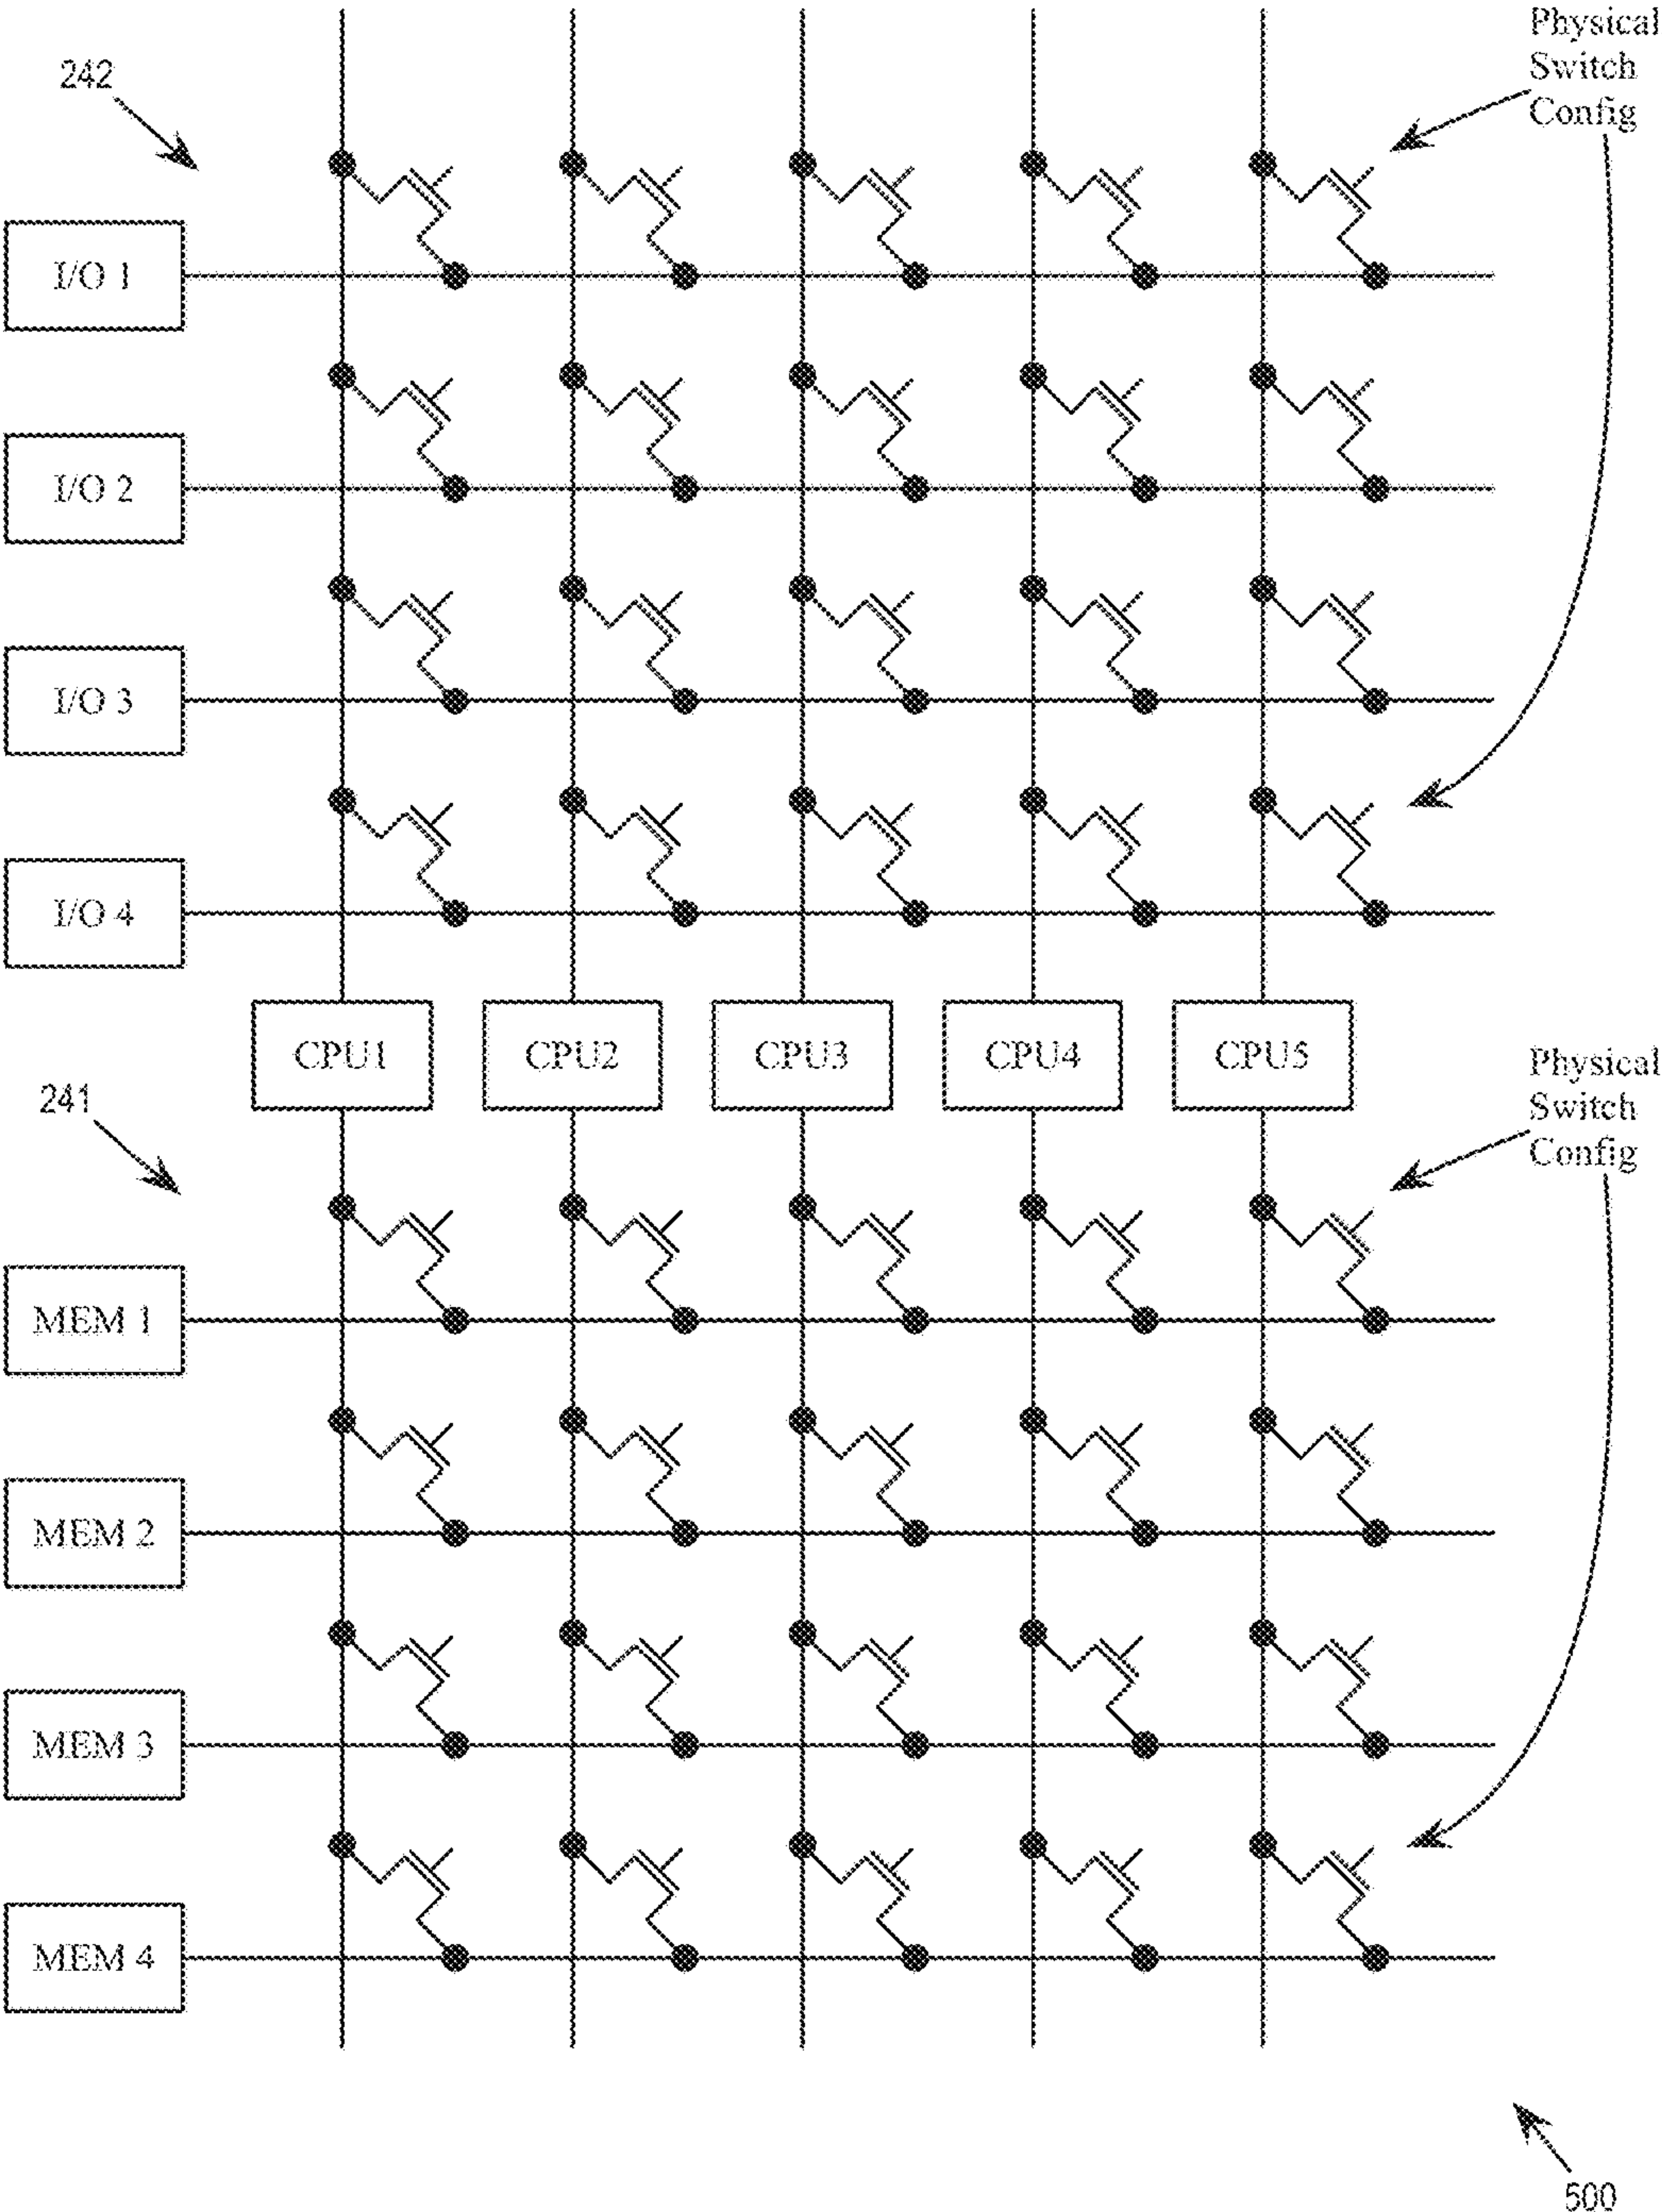 Physical
Switch
Config
242
I/O 1
I/O 2
I/O 3
I/O 4
CPU1 CPU2 CPU3 CPU4 CPU5
Physical
Switch
Config
241
MEM 1
MEM 2
MEM 3
MEM 4
500